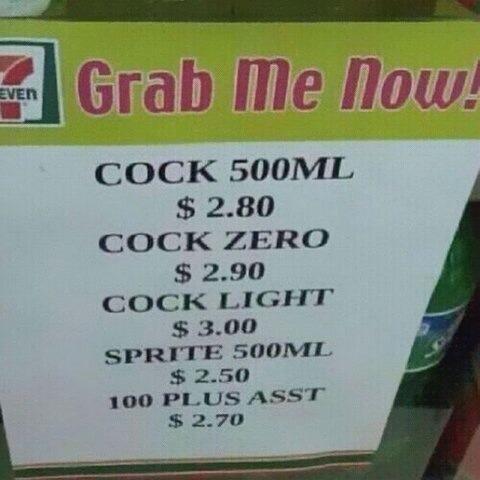 7
EVEn
Grab Me Now!
COCK 500ML
$ 2.80
COCK ZERO
$ 2.90
COCK LIGHT
$ 3.00
SPRITE 500ML
$ 2.50
100 PLUS ASST
$ 2.70